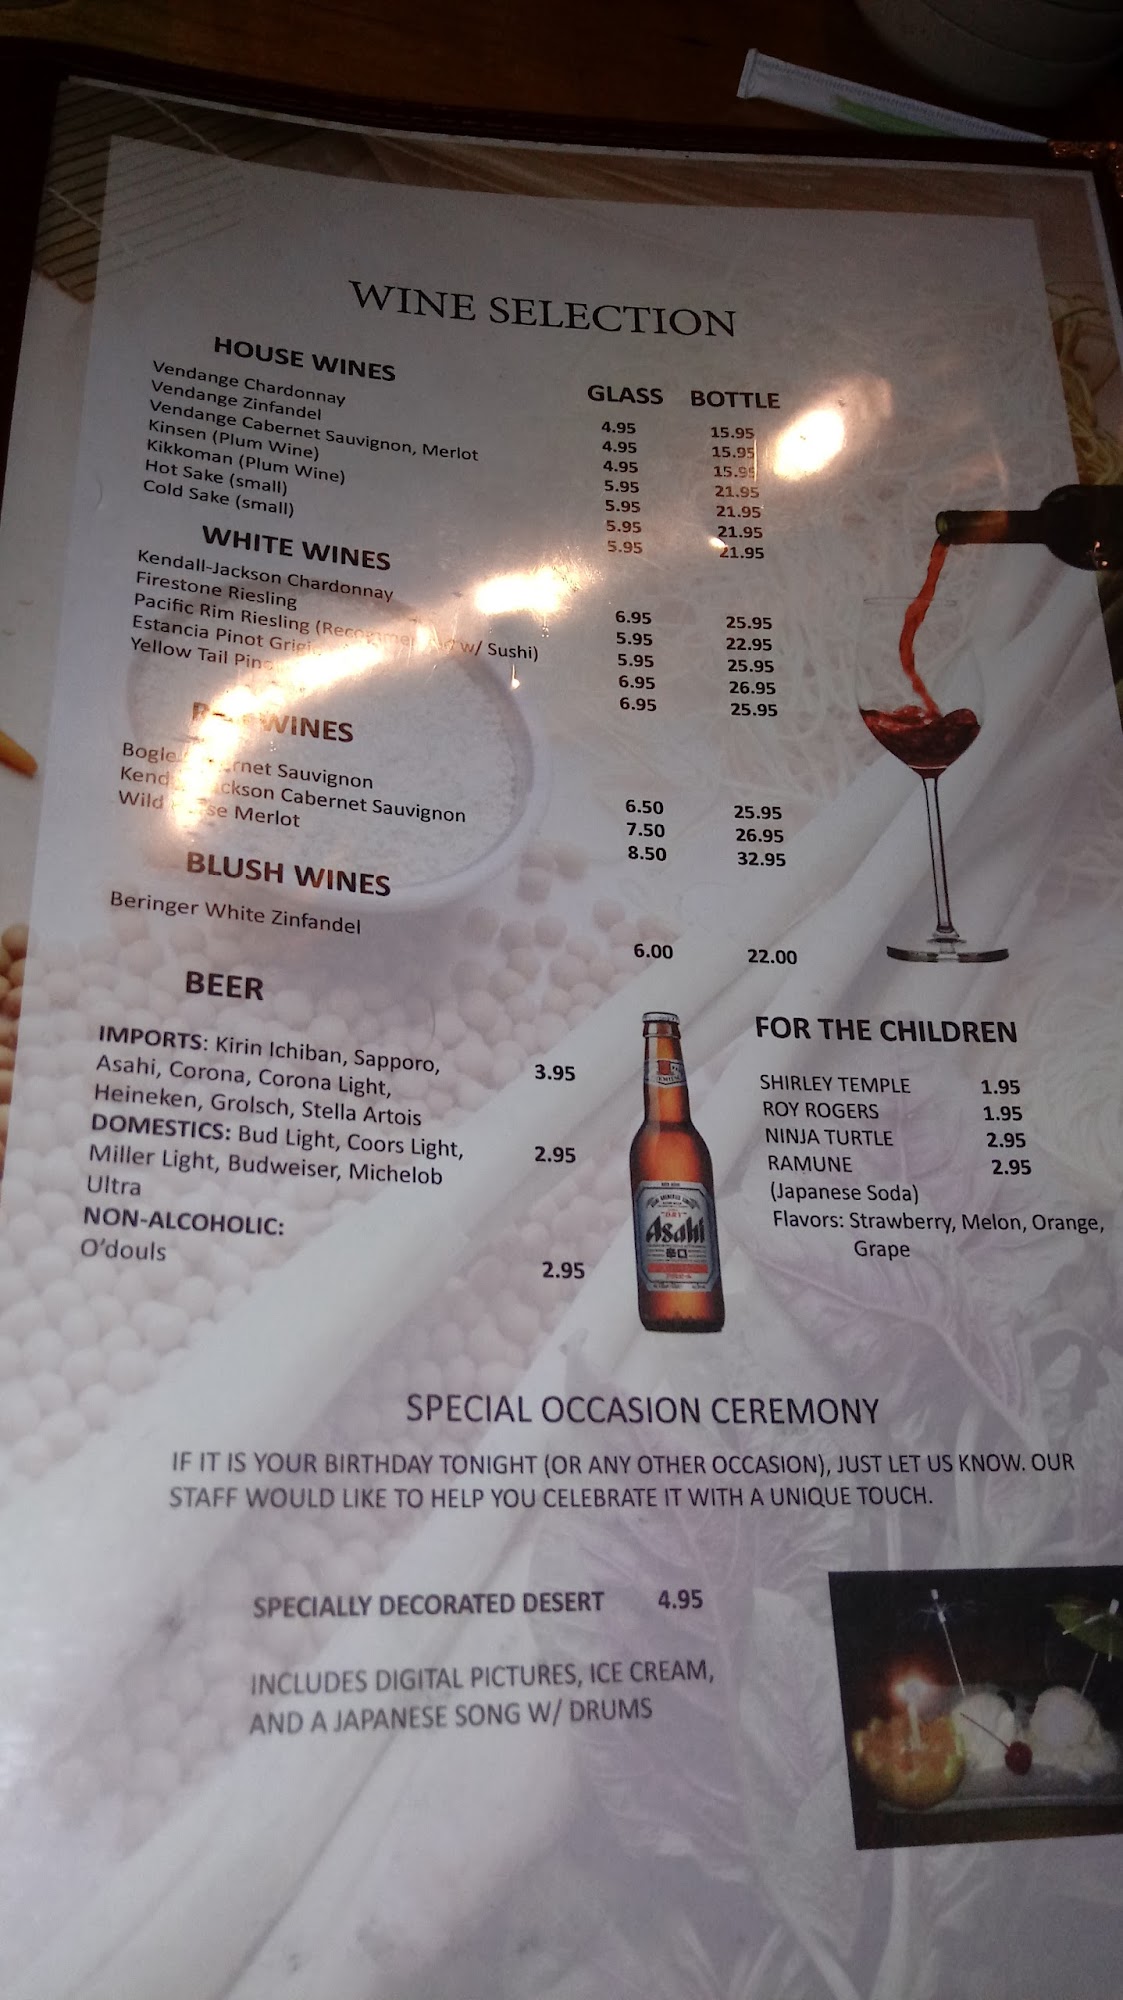 WINE SELECTION
HOUSE WINES
GLASS BOTTLE
Vendange Chardonnay 4.95 15.95
Vendange Zinfandel 4.95 15.95
Vendange Cabernet Sauvignon, Merlot 4.95 15.95
Kinsen (Plum Wine) 5.95 21.95
Kikkoman (Plum Wine) 5.95 21.95
Hot Sake (small) 5.95 21.95
Cold Sake (small) 5.95 21.95
WHITE WINES
Kendall-Jackson Chardonnay 6.95 25.95
Firestone Riesling 5.95 22.95
Pacific Rim Riesling w/ Sushi) 5.95 25.95
Estancia Pinot 6.95 26.95
Yellow Tail 6.95 25.95
WINES
Bogle Sauvignon 6.50 25.95
Cabernet Sauvignon 7.50 26.95
Wild Merlot 8.50 32.95
BLUSH WINES
Beringer White Zinfandel 6.00 22.00
BEER
IMPORTS: Kirin Ichiban, Sapporo, 3.95
Asahi, Corona, Corona Light,
Heineken, Grolsch, Stella Artois
DOMESTICS: Bud Light, Coors Light, 2.95
Miller Light, Budweiser, Michelob
Ultra
NON-ALCOHOLIC:
O'douls 2.95
Asahi
FOR THE CHILDREN
SHIRLEY TEMPLE 1.95
ROY ROGERS 1.95
NINJA TURTLE 2.95
RAMUNE 2.95
(Japanese Soda)
Flavors: Strawberry, Melon, Orange,
Grape
SPECIAL OCCASION CEREMONY
IF IT IS YOUR BIRTHDAY TONIGHT (OR ANY OTHER OCCASION), JUST LET US KNOW. OUR
STAFF WOULD LIKE TO HELP YOU CELEBRATE IT WITH A UNIQUE TOUCH.
SPECIALLY DECORATED DESERT 4.95
INCLUDES DIGITAL PICTURES, ICE CREAM,
AND A JAPANESE SONG W/ DRUMS